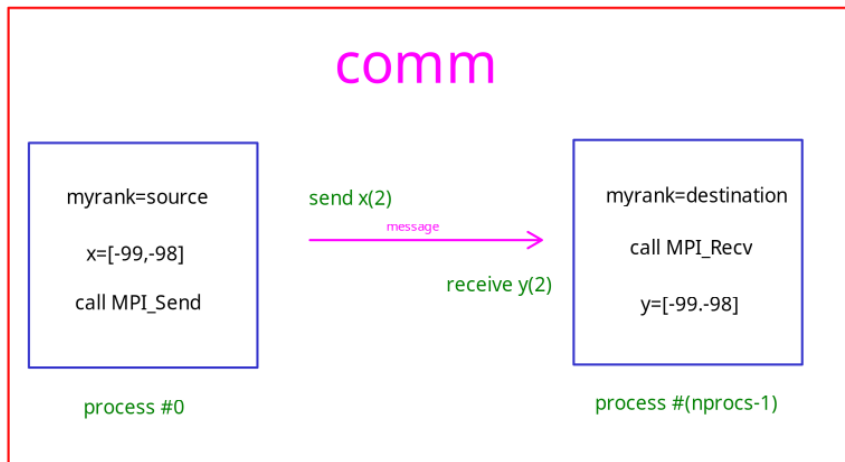 comm
myrank=source
x=[-99,-98]
call MPI_Send
process #0
send x(2)
message
receive y(2)
myrank=destination
call MPI_Recv
y=[-99.-98]
process #(nprocs-1)